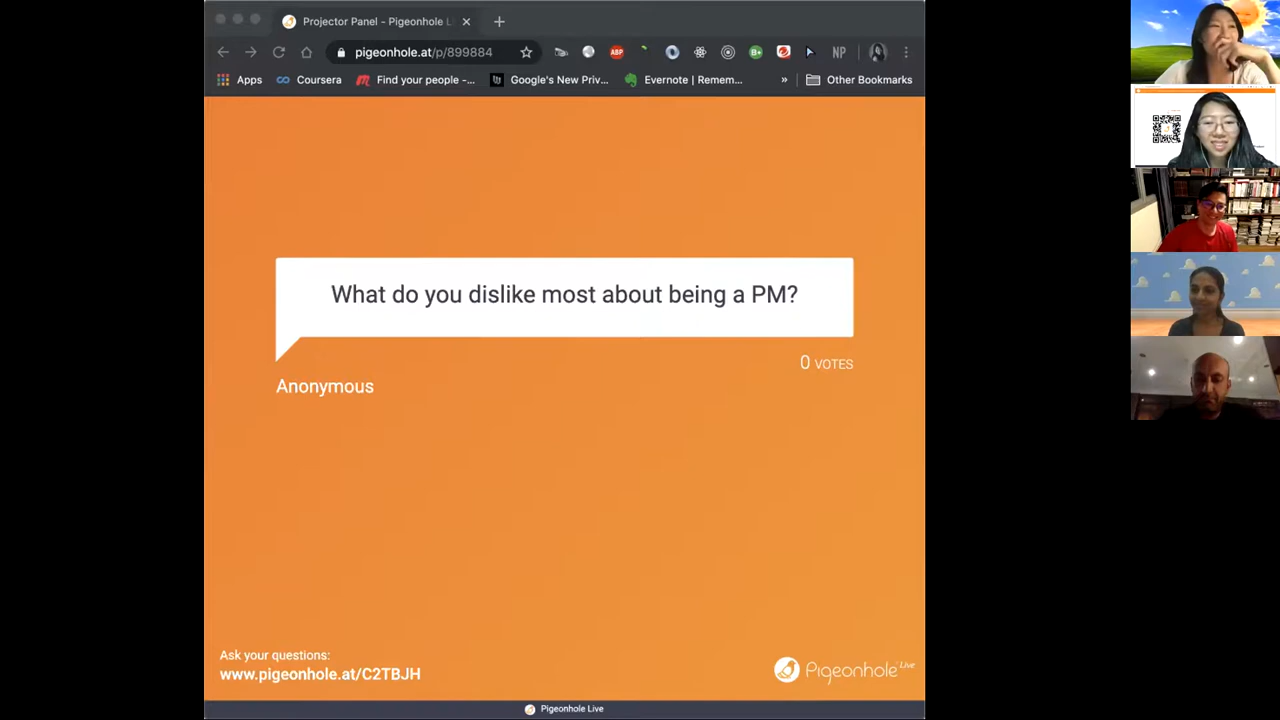 Projector Panel - Pigeonhole L
pigeonhole.at/p/899884
ABP
B+
NP
Apps
Coursera
Find your people -...
Google's New Priv...
Evernote | Remem...
»
Other Bookmarks
What do you dislike most about being a PM?
0 VOTES
Anonymous
Ask your questions:
www.pigeonhole.at/C2TBJH
Pigeonhole Live
Pigeonhole Live